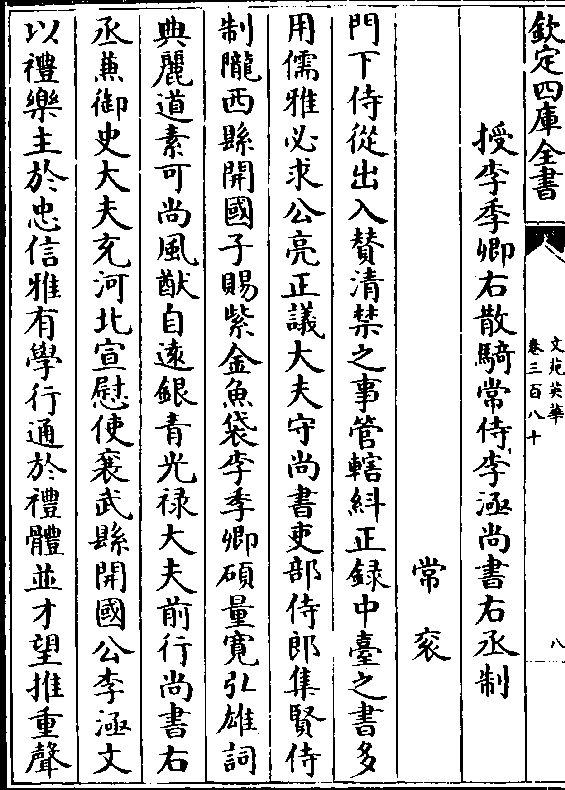 欽定四庫全書
文苑英華
卷三百八十
八
授李季卿右散騎常侍李涵尚書右丞制
常衮
門下侍從出入賛清禁之事管轄糾正録中臺之書多
用儒雅必求公亮正議大夫守尚書吏部侍郎集賢侍
制隴西縣開國子賜紫金魚袋李季卿碩量寛弘雄詞
典麗道素可尚風猷自遠銀青光禄大夫前行尚書右
丞兼御史大夫充河北宣慰使襄武縣開國公李涵文
以禮樂主於忠信雅有學行通於禮體並才望推重聲